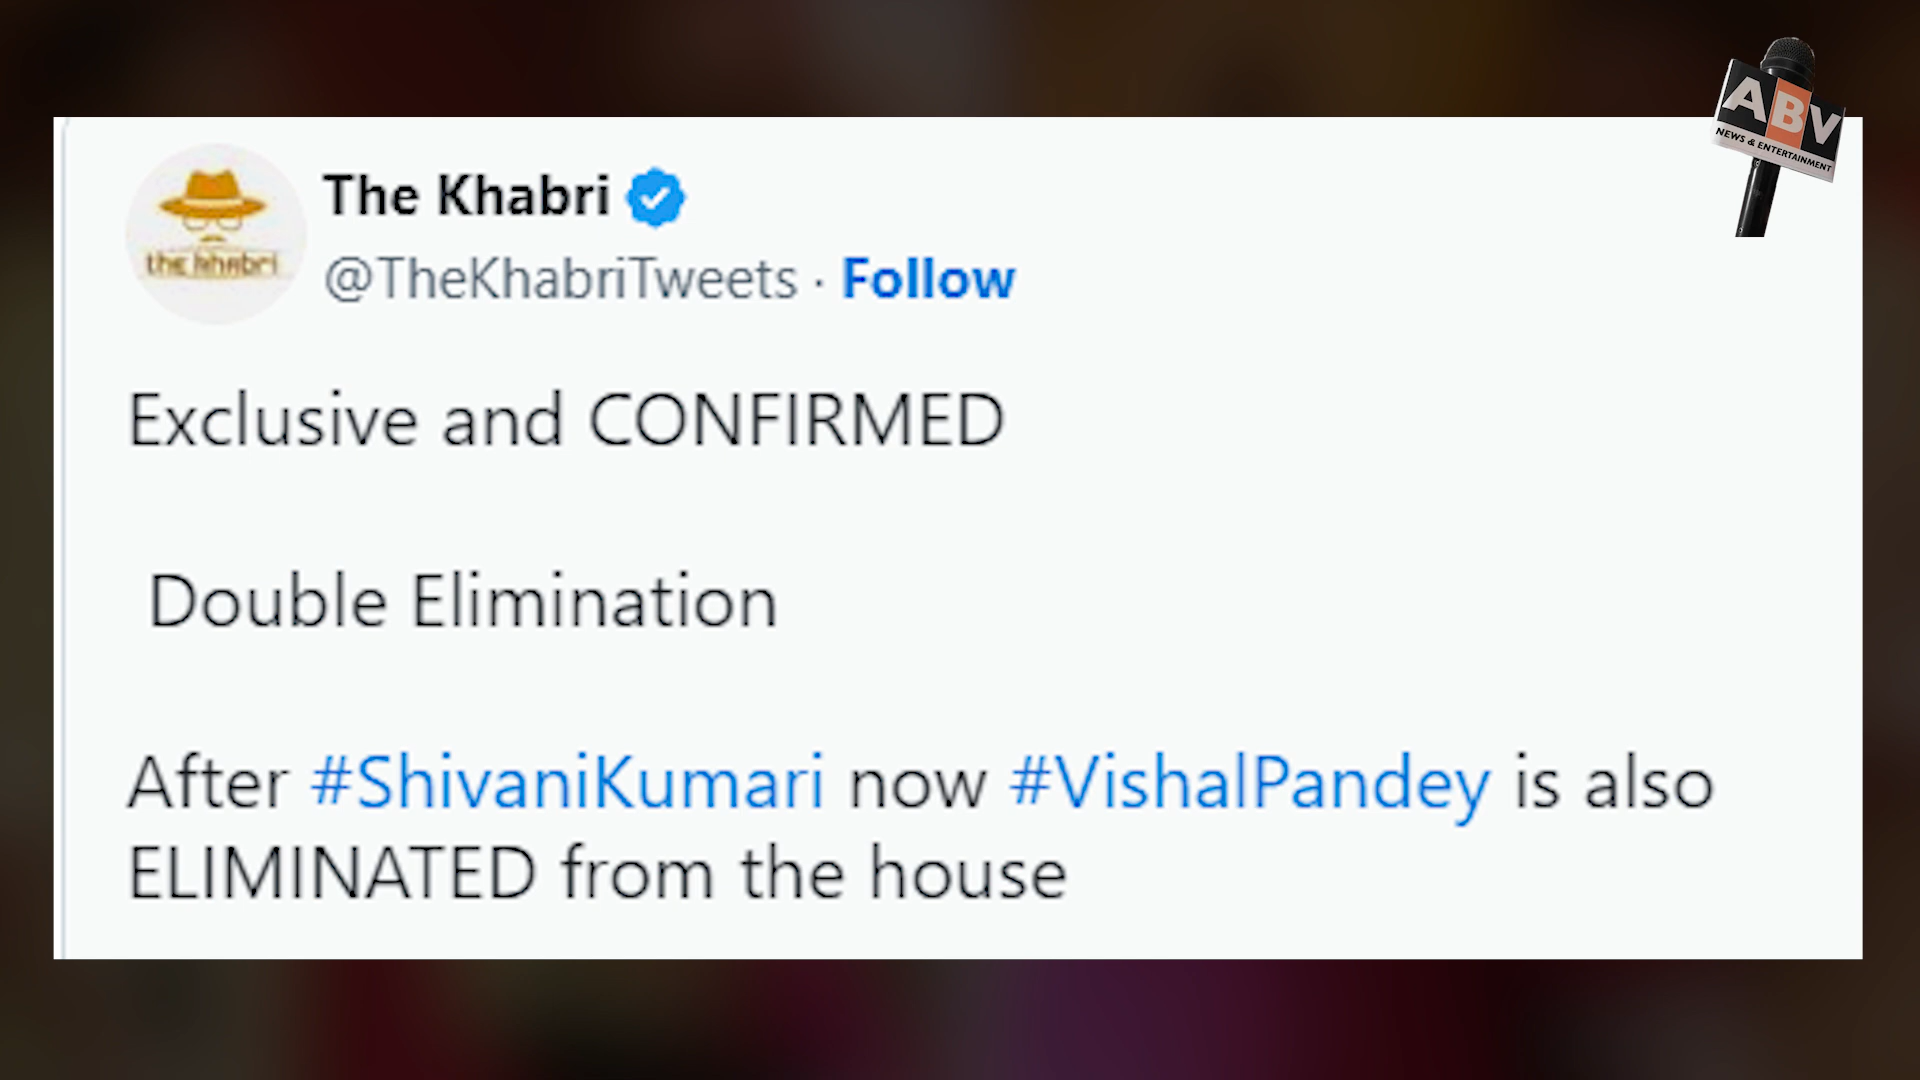 ABV
NEWS & ENTERTAINMENT
the khabri
The Khabri
@TheKhabriTweets · Follow
Exclusive and CONFIRMED
Double Elimination
After #ShivaniKumari now #VishalPandey is also
ELIMINATED from the house